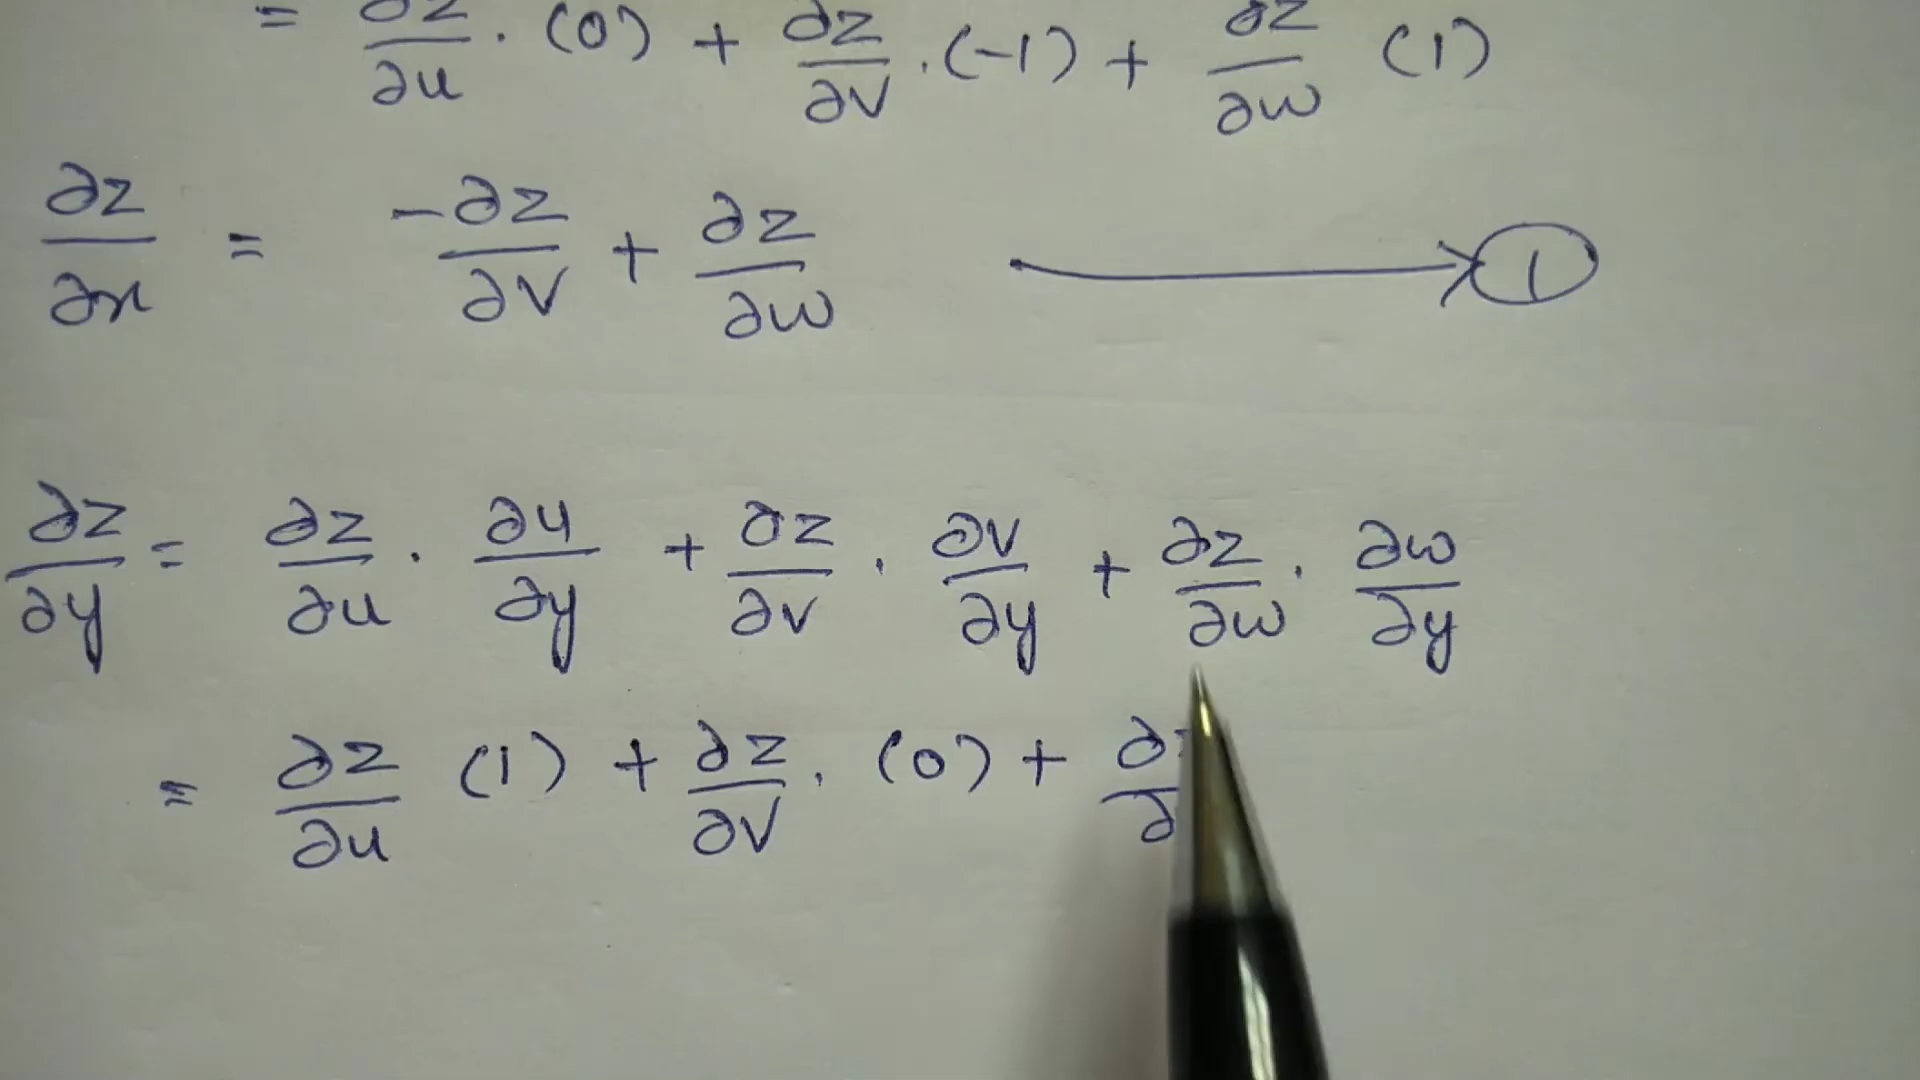 = ∂z/∂u . (0) + ∂z/∂v . (-1) + ∂z/∂w (1)
∂z/∂x = -∂z/∂v + ∂z/∂w → 1
∂z/∂y = ∂z/∂u . ∂u/∂y + ∂z/∂v . ∂v/∂y + ∂z/∂w . ∂w/∂y
= ∂z/∂u (1) + ∂z/∂v . (0) + ∂